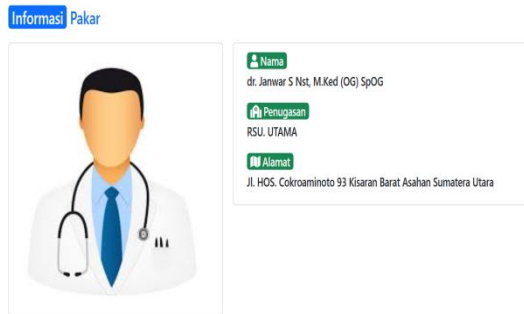 Informasi Pakar
Nama
dr. Janwar S Nst, M.Ked (OG) SpOG
Penugasan
RSU. UTAMA
Alamat
Jl. HOS. Cokroaminoto 93 Kisaran Barat Asahan Sumatera Utara